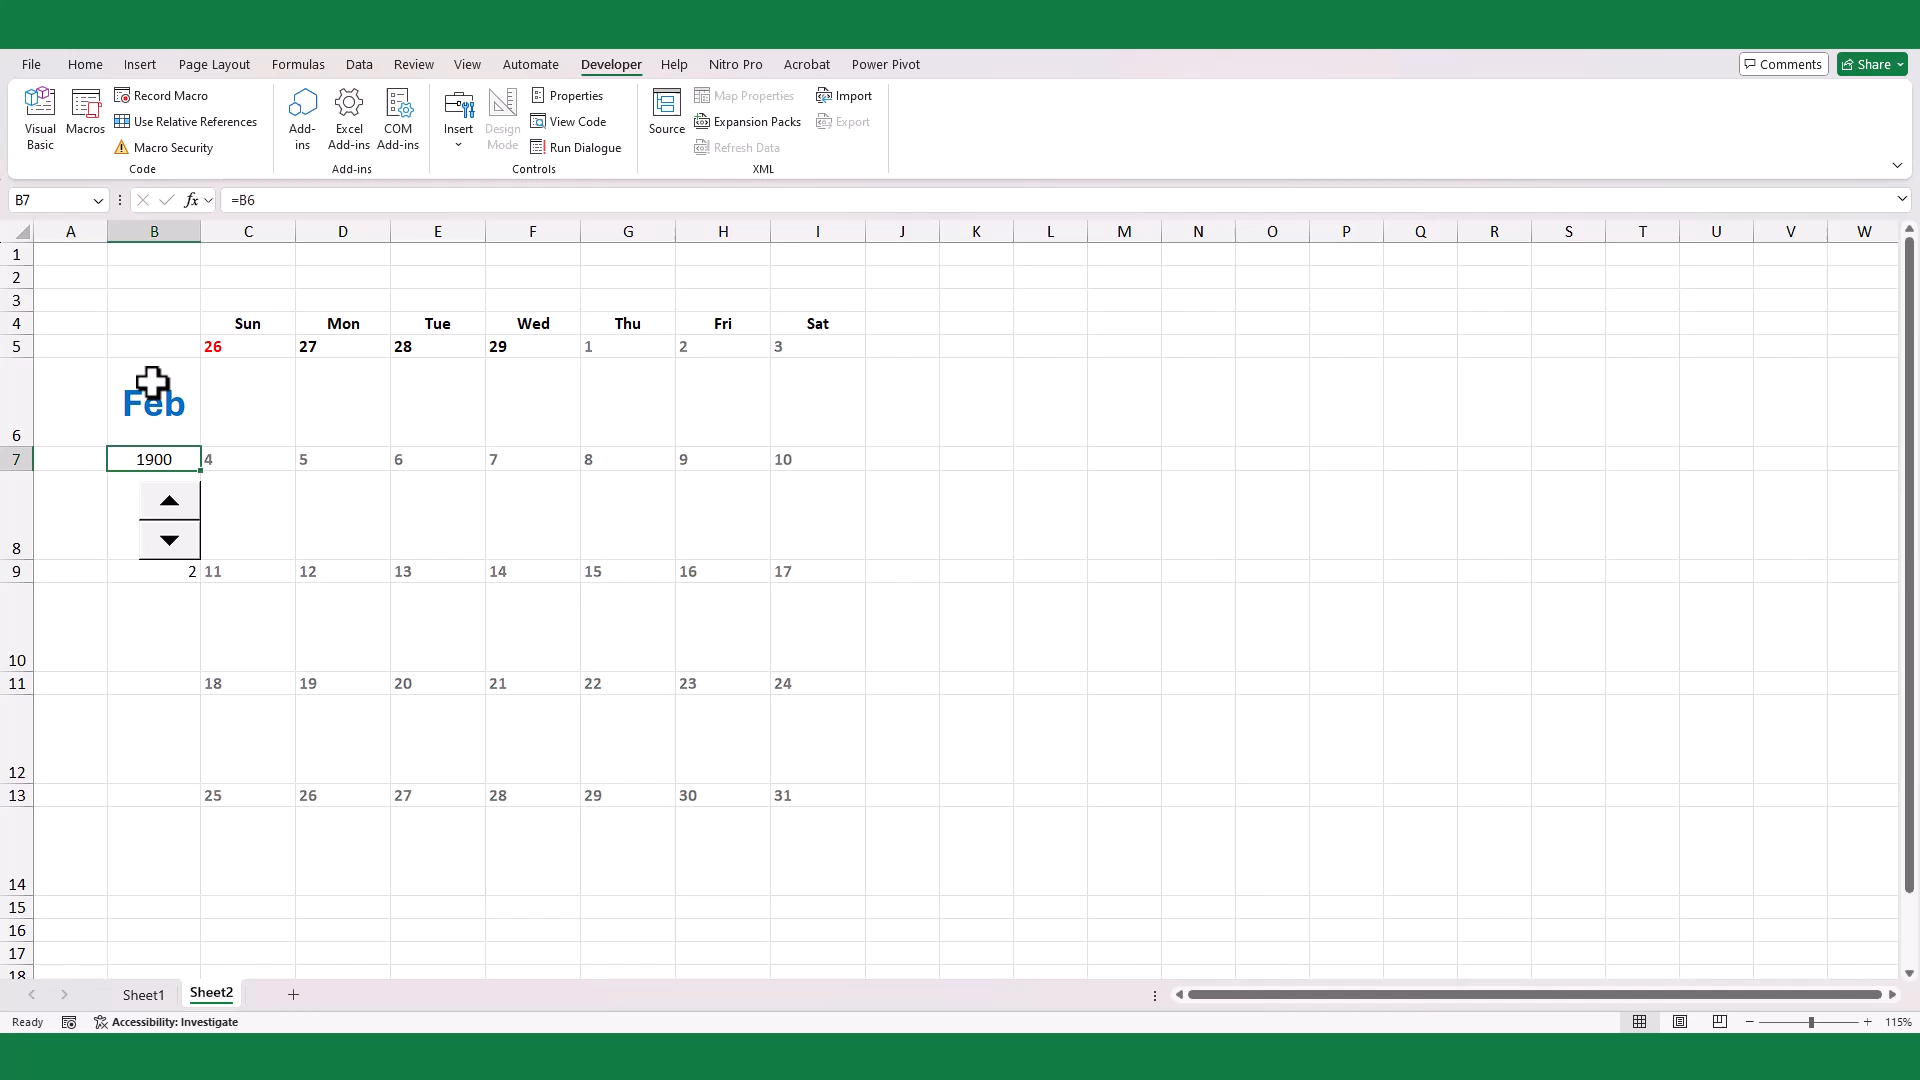 File Home Insert Page Layout Formulas Data Review View Automate Developer Help Nitro Pro Acrobat Power Pivot Comments Share
Visual Basic
Macros
Record Macro
Use Relative References
Macro Security
Code
Add-ins
Excel Add-ins
COM Add-ins
Add-ins
Insert
Design Mode
Properties
View Code
Run Dialogue
Controls
Source
Map Properties
Expansion Packs
Refresh Data
Import
Export
XML
B7 fx =B6
A B C D E F G H I J K L M N O P Q R S T U V W
1
2
3
4 Sun Mon Tue Wed Thu Fri Sat
5 26 27 28 29 1 2 3
Feb
6
7 1900 4 5 6 7 8 9 10
8
9 2 11 12 13 14 15 16 17
10
11 18 19 20 21 22 23 24
12
13 25 26 27 28 29 30 31
14
15
16
17
18
Sheet1 Sheet2
Ready Accessibility: Investigate 115%